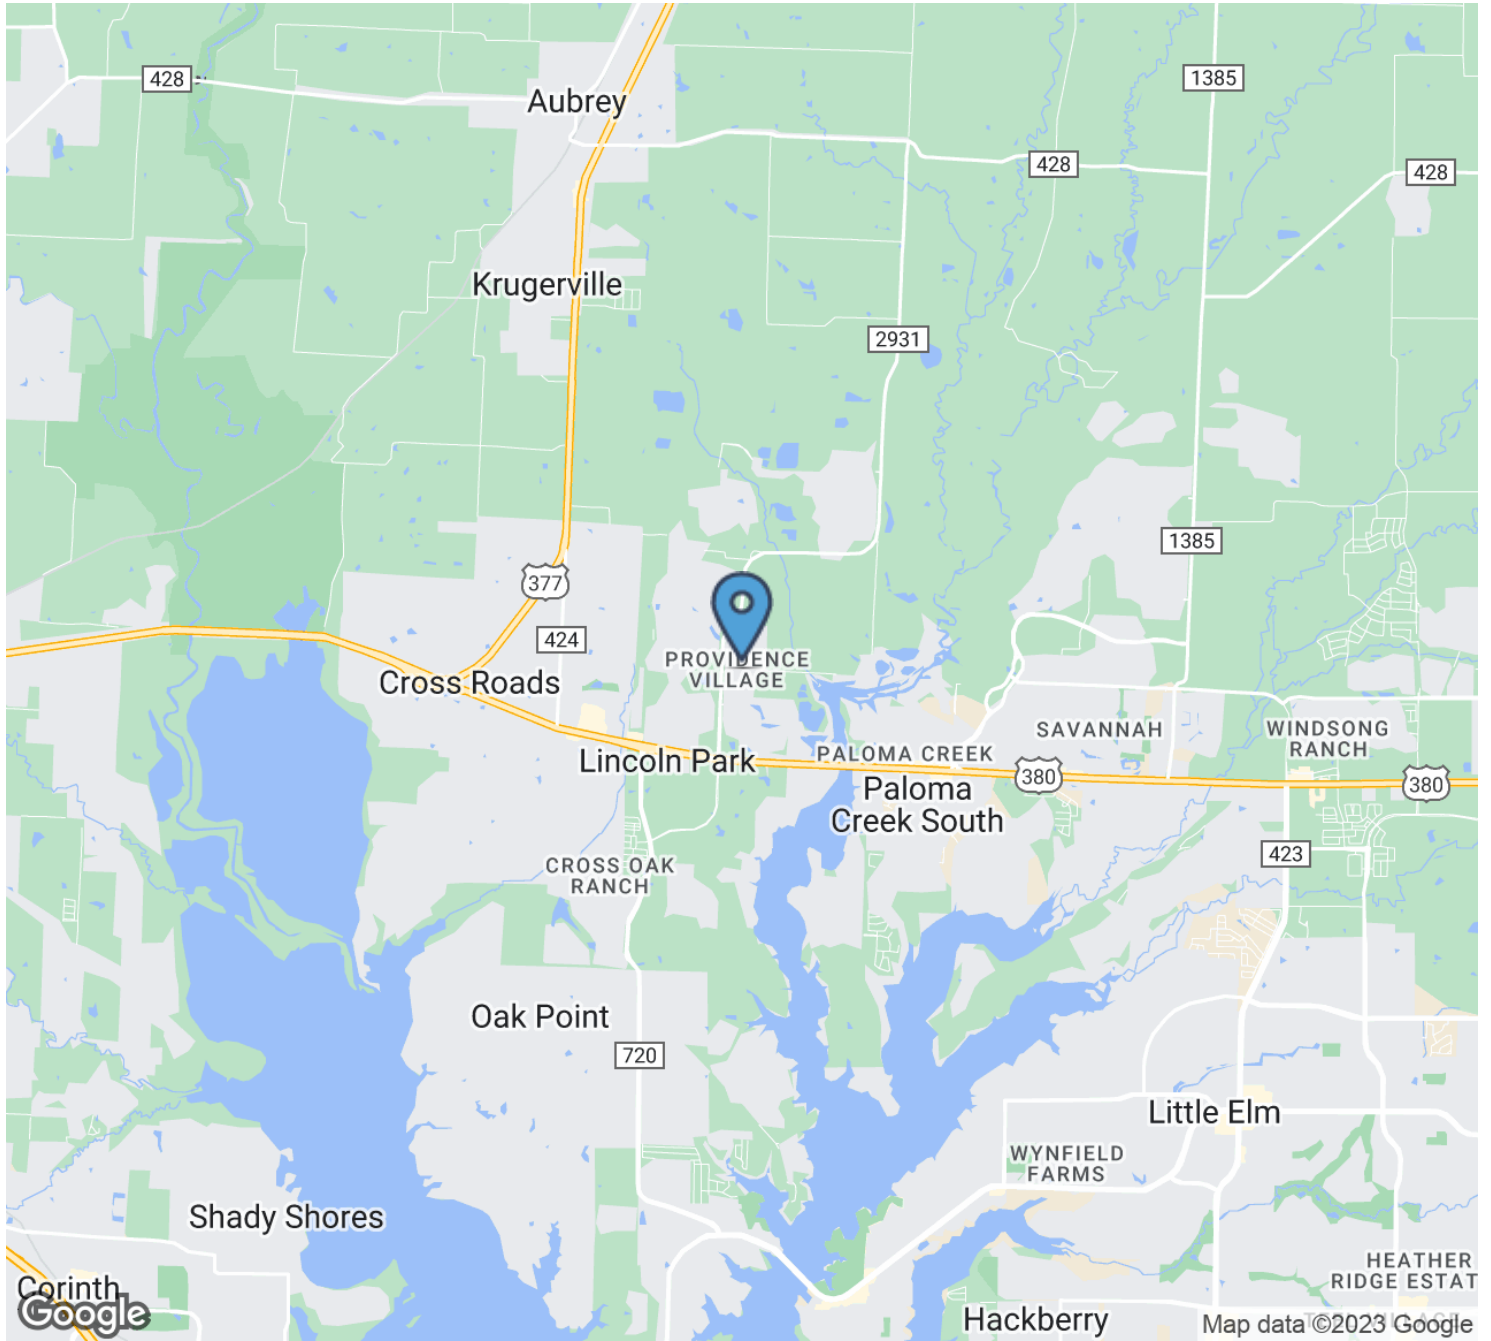 428
Aubrey
1385
428
428
Krugerville
2931
1385
377
424
PROVIDENCE
VILLAGE
Cross Roads
SAVANNAH
WINDSONG
RANCH
Lincoln Park
PALOMA CREEK
380
380
Paloma
Creek South
423
CROSS OAK
RANCH
Oak Point
720
Little Elm
WYNFIELD
FARMS
Shady Shores
HEATHER
RIDGE ESTAT
Corinth
Google
Hackberry
Map data ©2023 Google